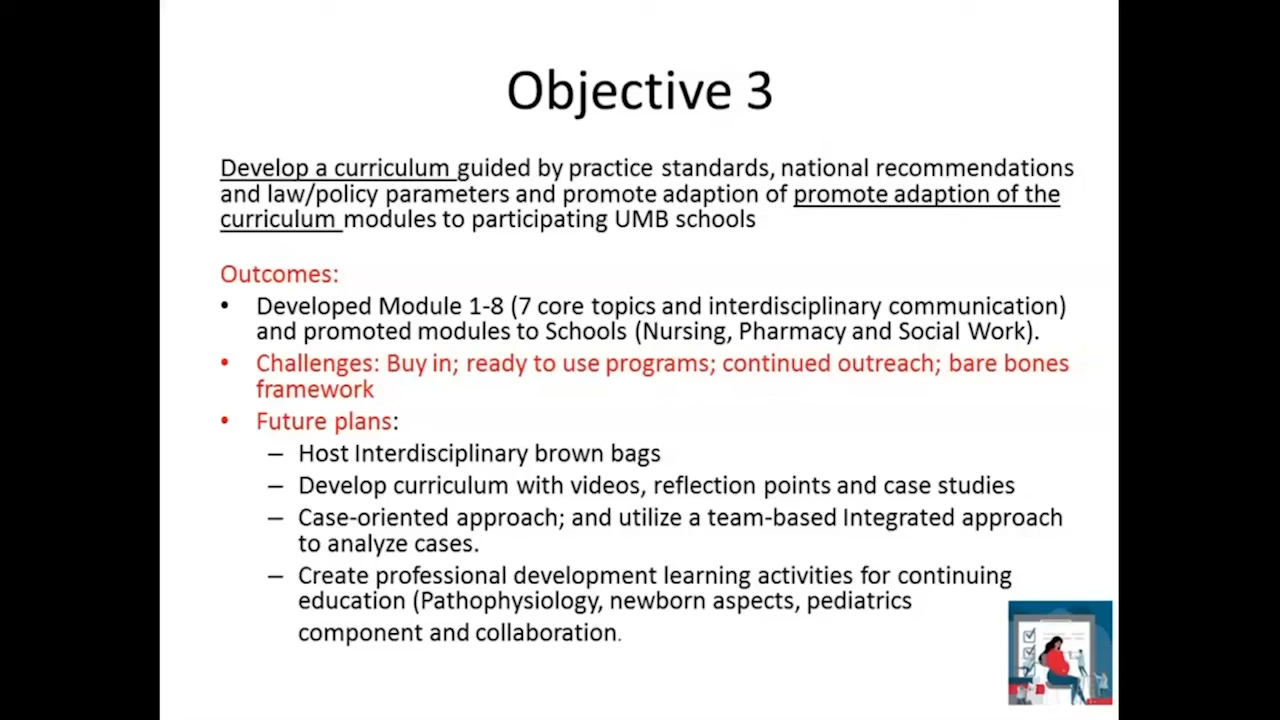 Objective 3
Develop a curriculum guided by practice standards, national recommendations
and law/policy parameters and promote adaption of promote adaption of the
curriculum modules to participating UMB schools
Outcomes:
• Developed Module 1-8 (7 core topics and interdisciplinary communication)
and promoted modules to Schools (Nursing, Pharmacy and Social Work).
• Challenges: Buy in; ready to use programs; continued outreach; bare bones
framework
• Future plans:
– Host Interdisciplinary brown bags
– Develop curriculum with videos, reflection points and case studies
– Case-oriented approach; and utilize a team-based Integrated approach
to analyze cases.
– Create professional development learning activities for continuing
education (Pathophysiology, newborn aspects, pediatrics
component and collaboration.